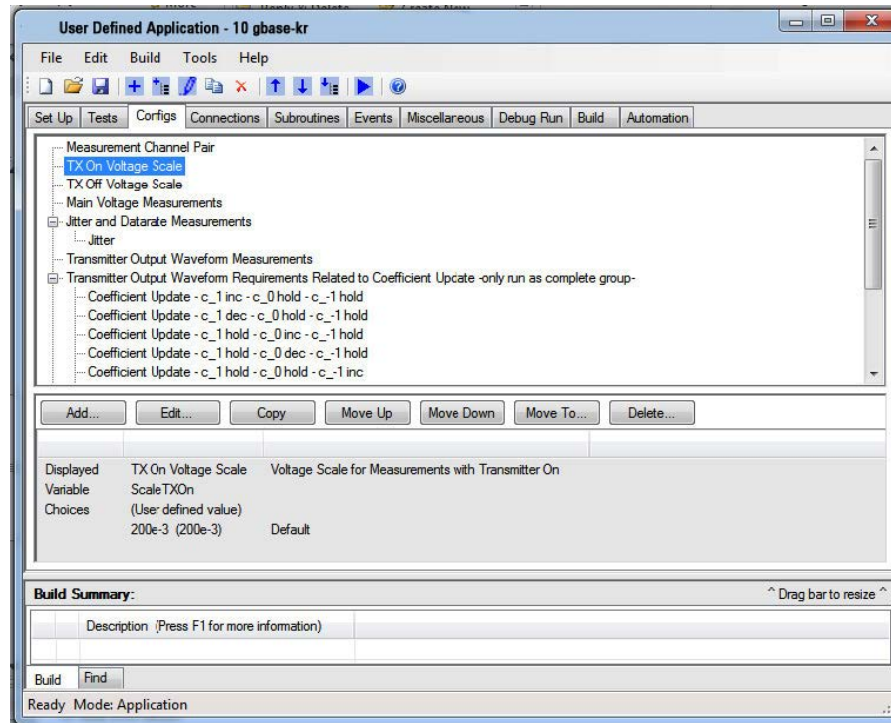 User Defined Application - 10 gbase-kr
File Edit Build Tools Help
Set Up Tests Configs Connections Subroutines Events Miscellaneous Debug Run Build Automation
Measurement Channel Pair
TX On Voltage Scale
TX Off Voltage Scale
Main Voltage Measurements
Jitter and Datarate Measurements
Jitter
Transmitter Output Waveform Measurements
Transmitter Output Waveform Requirements Related to Coefficient Update -only run as complete group-
Coefficient Update - c_1 inc - c_0 hold - c_-1 hold
Coefficient Update - c_1 dec - c_0 hold - c_-1 hold
Coefficient Update - c_1 hold - c_0 inc - c_-1 hold
Coefficient Update - c_1 hold - c_0 dec - c_-1 hold
Coefficient Update - c_1 hold - c_0 hold - c_-1 inc
Add... Edit... Copy Move Up Move Down Move To... Delete...
Displayed TX On Voltage Scale Voltage Scale for Measurements with Transmitter On
Variable ScaleTXOn
Choices (User defined value)
200e-3 (200e-3) Default
Build Summary: ^ Drag bar to resize ^
Description (Press F1 for more information)
Build Find
Ready Mode: Application